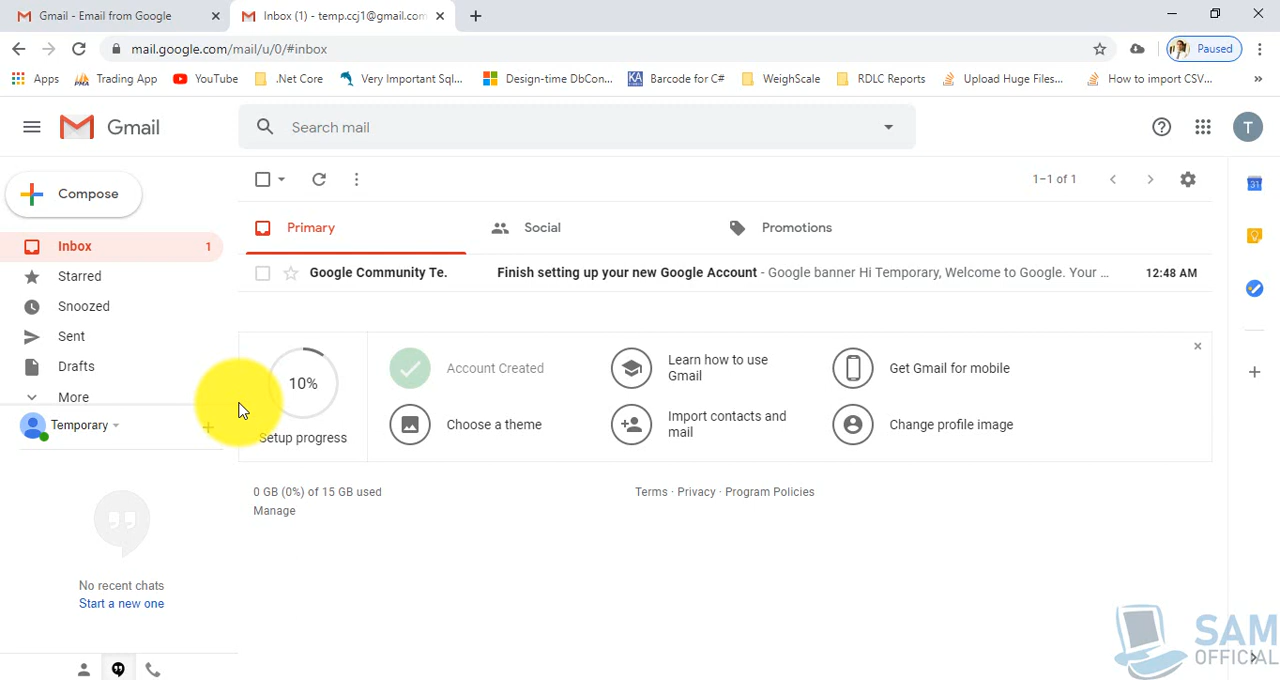 Gmail - Email from Google
Inbox (1) - temp.ccj1@gmail.com
mail.google.com/mail/u/0/#inbox
Paused
Apps
Trading App
YouTube
.Net Core
Very Important Sql...
Design-time DbCon...
KA
Barcode for C#
WeighScale
RDLC Reports
Upload Huge Files...
How to import CSV...
»
Gmail
Search mail
T
Compose
1–1 of 1
31
Primary
Social
Promotions
Inbox
1
Google Community Te.
Finish setting up your new Google Account - Google banner Hi Temporary, Welcome to Google. Your ...
12:48 AM
Starred
Snoozed
Sent
Drafts
More
Temporary
10%
Setup progress
Account Created
Learn how to use
Gmail
Get Gmail for mobile
Choose a theme
Import contacts and
mail
Change profile image
0 GB (0%) of 15 GB used
Manage
Terms · Privacy · Program Policies
No recent chats
Start a new one
SAM
OFFICIAL